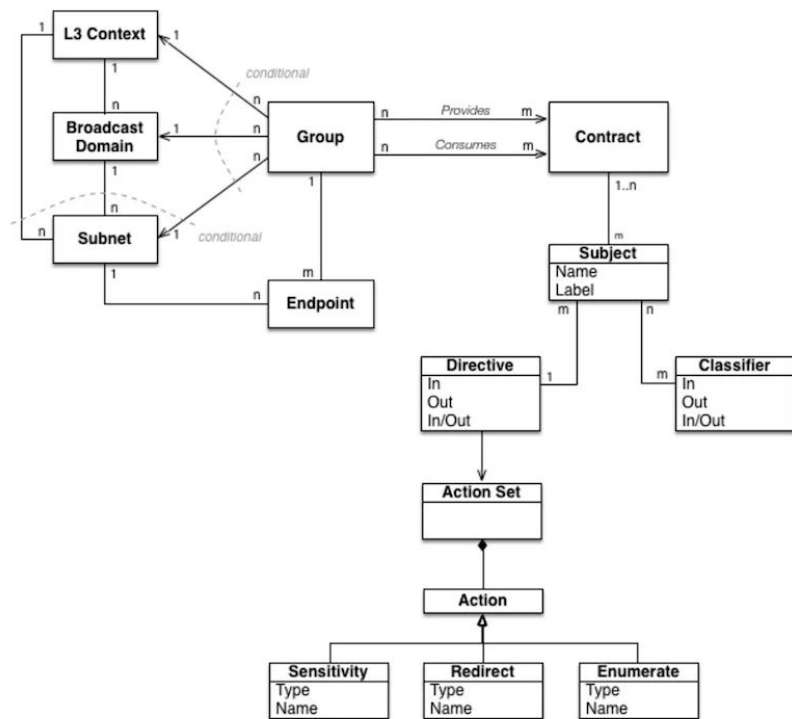 1
L3 Context
1
1
conditional
n
n
Broadcast
Domain
1
n
Group
n
Provides
m
n
Consumes
m
Contract
1
n
1
1..n
n
Subnet
1
conditional
1
n
m
Endpoint
m
Subject
Name
Label
m
n
Directive
In
Out
In/Out
1
m
Classifier
In
Out
In/Out
Action Set
Action
Sensitivity
Type
Name
Redirect
Type
Name
Enumerate
Type
Name